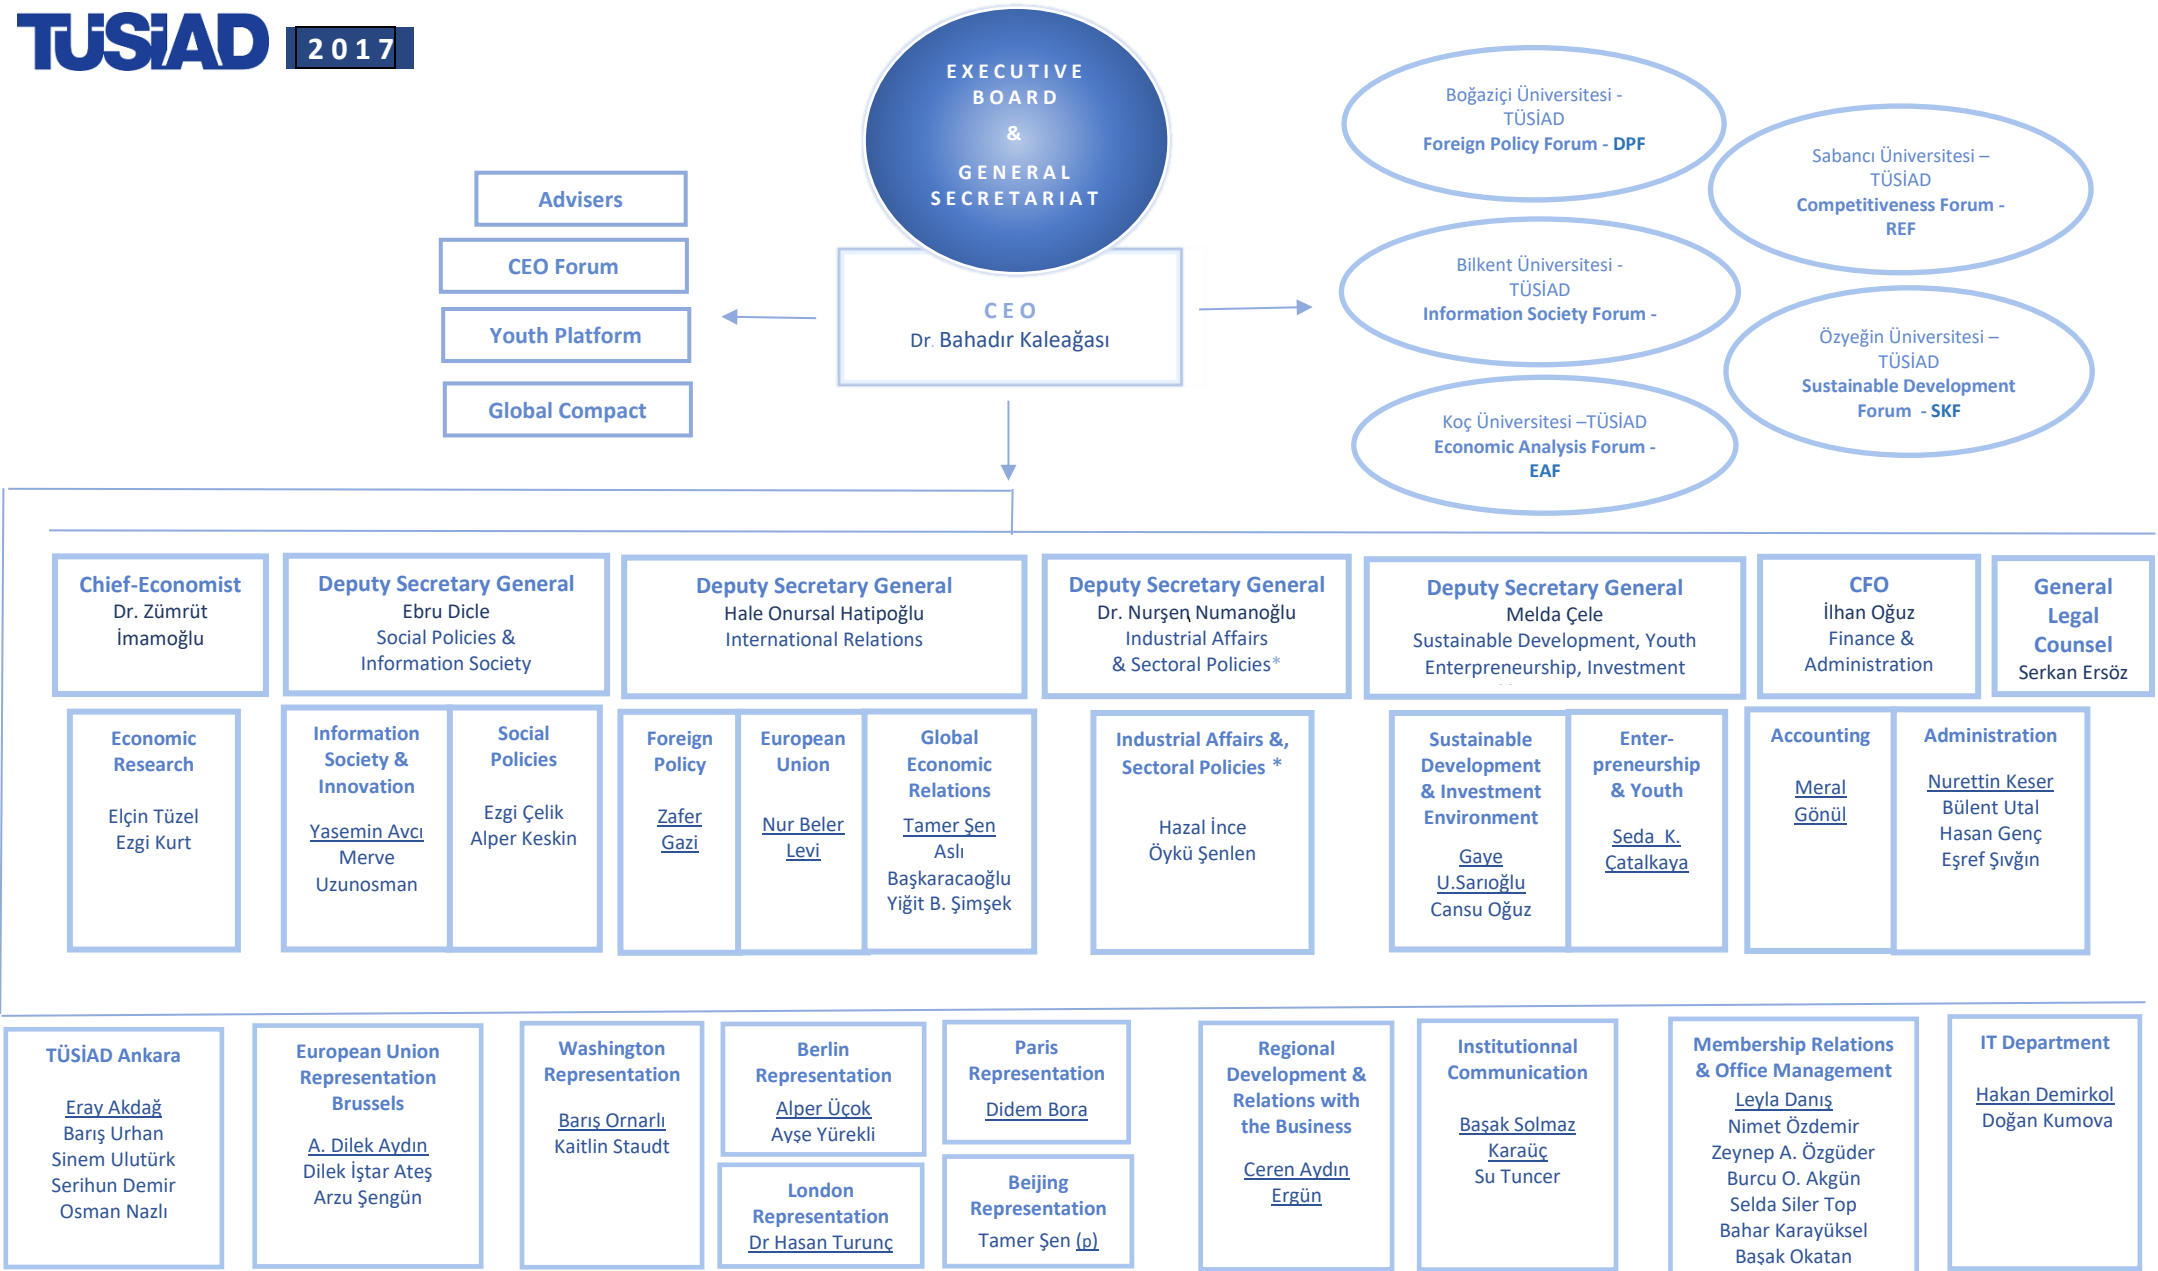 TÜSİAD
2017
EXECUTIVE
BOARD
&
GENERAL
SECRETARIAT
CEO
Dr. Bahadır Kaleağası
Advisers
CEO Forum
Youth Platform
Global Compact
Boğaziçi Üniversitesi -
TÜSİAD
Foreign Policy Forum - DPF
Sabancı Üniversitesi –
TÜSİAD
Competitiveness Forum -
REF
Bilkent Üniversitesi -
TÜSİAD
Information Society Forum -
Özyeğin Üniversitesi –
TÜSİAD
Sustainable Development
Forum - SKF
Koç Üniversitesi –TÜSİAD
Economic Analysis Forum -
EAF
Chief-Economist
Dr. Zümrüt
İmamoğlu
Deputy Secretary General
Ebru Dicle
Social Policies &
Information Society
Deputy Secretary General
Hale Onursal Hatipoğlu
International Relations
Deputy Secretary General
Dr. Nurşen Numanoğlu
Industrial Affairs
& Sectoral Policies*
Deputy Secretary General
Melda Çele
Sustainable Development, Youth
Enterpreneurship, Investment
CFO
İlhan Oğuz
Finance &
Administration
General
Legal
Counsel
Serkan Ersöz
Economic
Research
Elçin Tüzel
Ezgi Kurt
Information
Society &
Innovation
Yasemin Avcı
Merve
Uzunosman
Social
Policies
Ezgi Çelik
Alper Keskin
Foreign
Policy
Zafer
Gazi
European
Union
Nur Beler
Levi
Global
Economic
Relations
Tamer Şen
Aslı
Başkaracaoğlu
Yiğit B. Şimşek
Industrial Affairs &,
Sectoral Policies *
Hazal İnce
Öykü Şenlen
Sustainable
Development
& Investment
Environment
Gaye
U.Sarıoğlu
Cansu Oğuz
Enter-
preneurship
& Youth
Seda K.
Çatalkaya
Accounting
Meral
Gönül
Administration
Nurettin Keser
Bülent Utal
Hasan Genç
Eşref Şıvğın
TÜSİAD Ankara
Eray Akdağ
Barış Urhan
Sinem Ulutürk
Serihun Demir
Osman Nazlı
European Union
Representation
Brussels
A. Dilek Aydın
Dilek İştar Ateş
Arzu Şengün
Washington
Representation
Barış Ornarlı
Kaitlin Staudt
Berlin
Representation
Alper Üçok
Ayşe Yürekli
London
Representation
Dr Hasan Turunç
Paris
Representation
Didem Bora
Beijing
Representation
Tamer Şen (p)
Regional
Development &
Relations with
the Business
Ceren Aydın
Ergün
Institutionnal
Communication
Başak Solmaz
Karaüç
Su Tuncer
Membership Relations
& Office Management
Leyla Danış
Nimet Özdemir
Zeynep A. Özgüder
Burcu O. Akgün
Selda Siler Top
Bahar Karayüksel
Başak Okatan
IT Department
Hakan Demirkol
Doğan Kumova